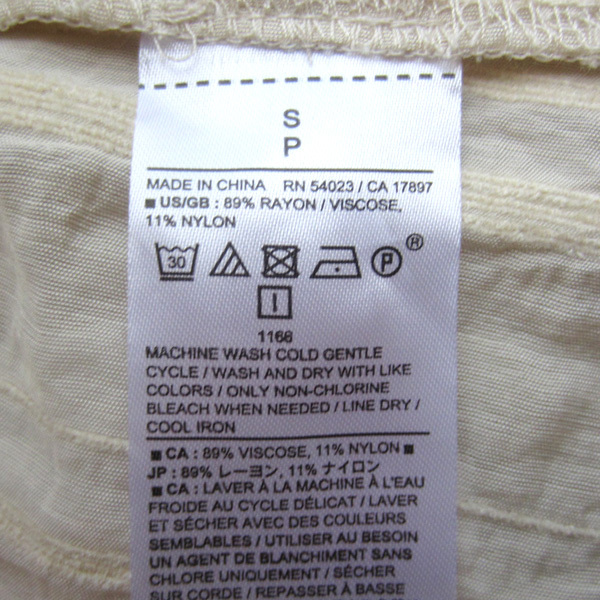 S
P
MADE IN CHINA RN 54023 / CA 17897
■ US/GB : 89% RAYON / VISCOSE,
11% NYLON
30 P ®
I
1168
MACHINE WASH COLD GENTLE
CYCLE / WASH AND DRY WITH LIKE
COLORS / ONLY NON-CHLORINE
BLEACH WHEN NEEDED / LINE DRY /
COOL IRON
■ CA : 89% VISCOSE, 11% NYLON ■
JP : 89% レーヨン, 11% ナイロン
■ CA : LAVER À LA MACHINE À L'EAU
FROIDE AU CYCLE DÉLICAT / LAVER
ET SÉCHER AVEC DES COULEURS
SEMBLABLES / UTILISER AU BESOIN
UN AGENT DE BLANCHIMENT SANS
CHLORE UNIQUEMENT / SÉCHER
SUR CORDE / REPASSER À BASSE